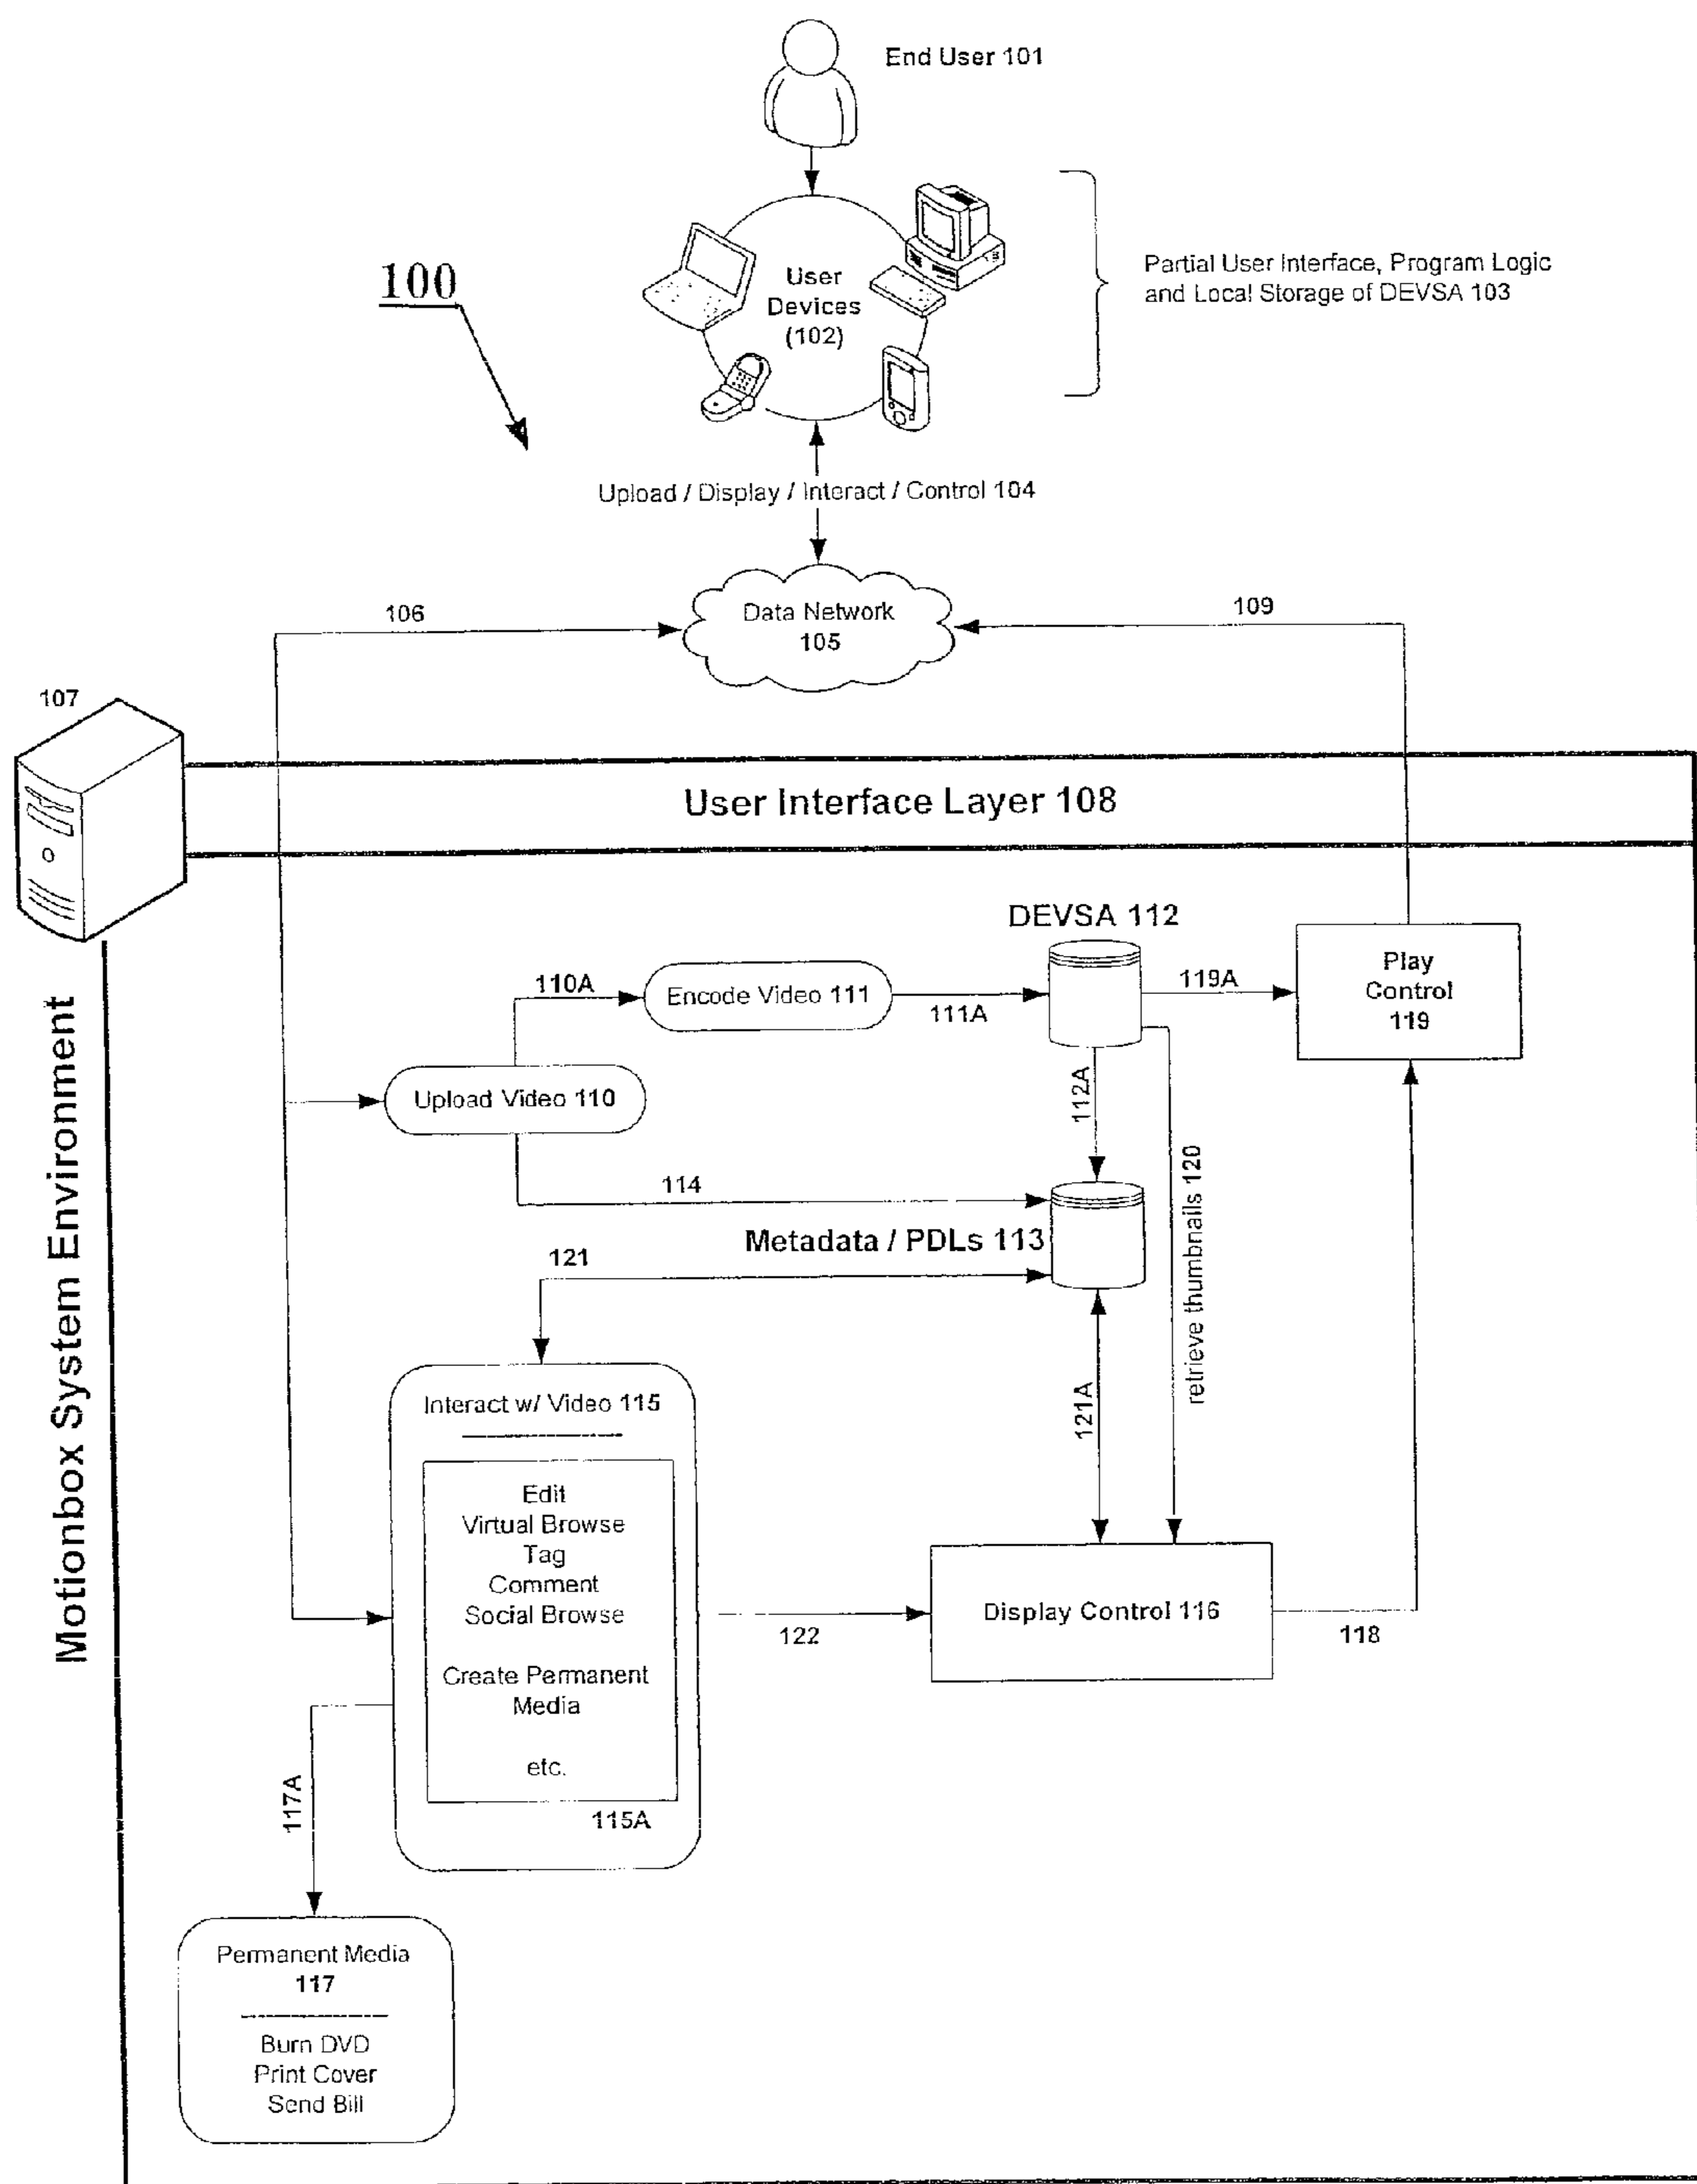 End User 101
100
User
Devices
(102)
Partial User Interface, Program Logic
and Local Storage of DEVSA 103
Upload / Display / Interact / Control 104
106
Data Network
105
109
107
User Interface Layer 108
Motionbox System Environment
DEVSA 112
110A
Encode Video 111
111A
119A
Play
Control
119
Upload Video 110
112A
114
Metadata / PDLs 113
retrieve thumbnails 120
121
121A
Interact w/ Video 115
Edit
Virtual Browse
Tag
Comment
Social Browse
Create Permanent
Media
etc.
115A
122
Display Control 116
118
117A
Permanent Media
117
Burn DVD
Print Cover
Send Bill